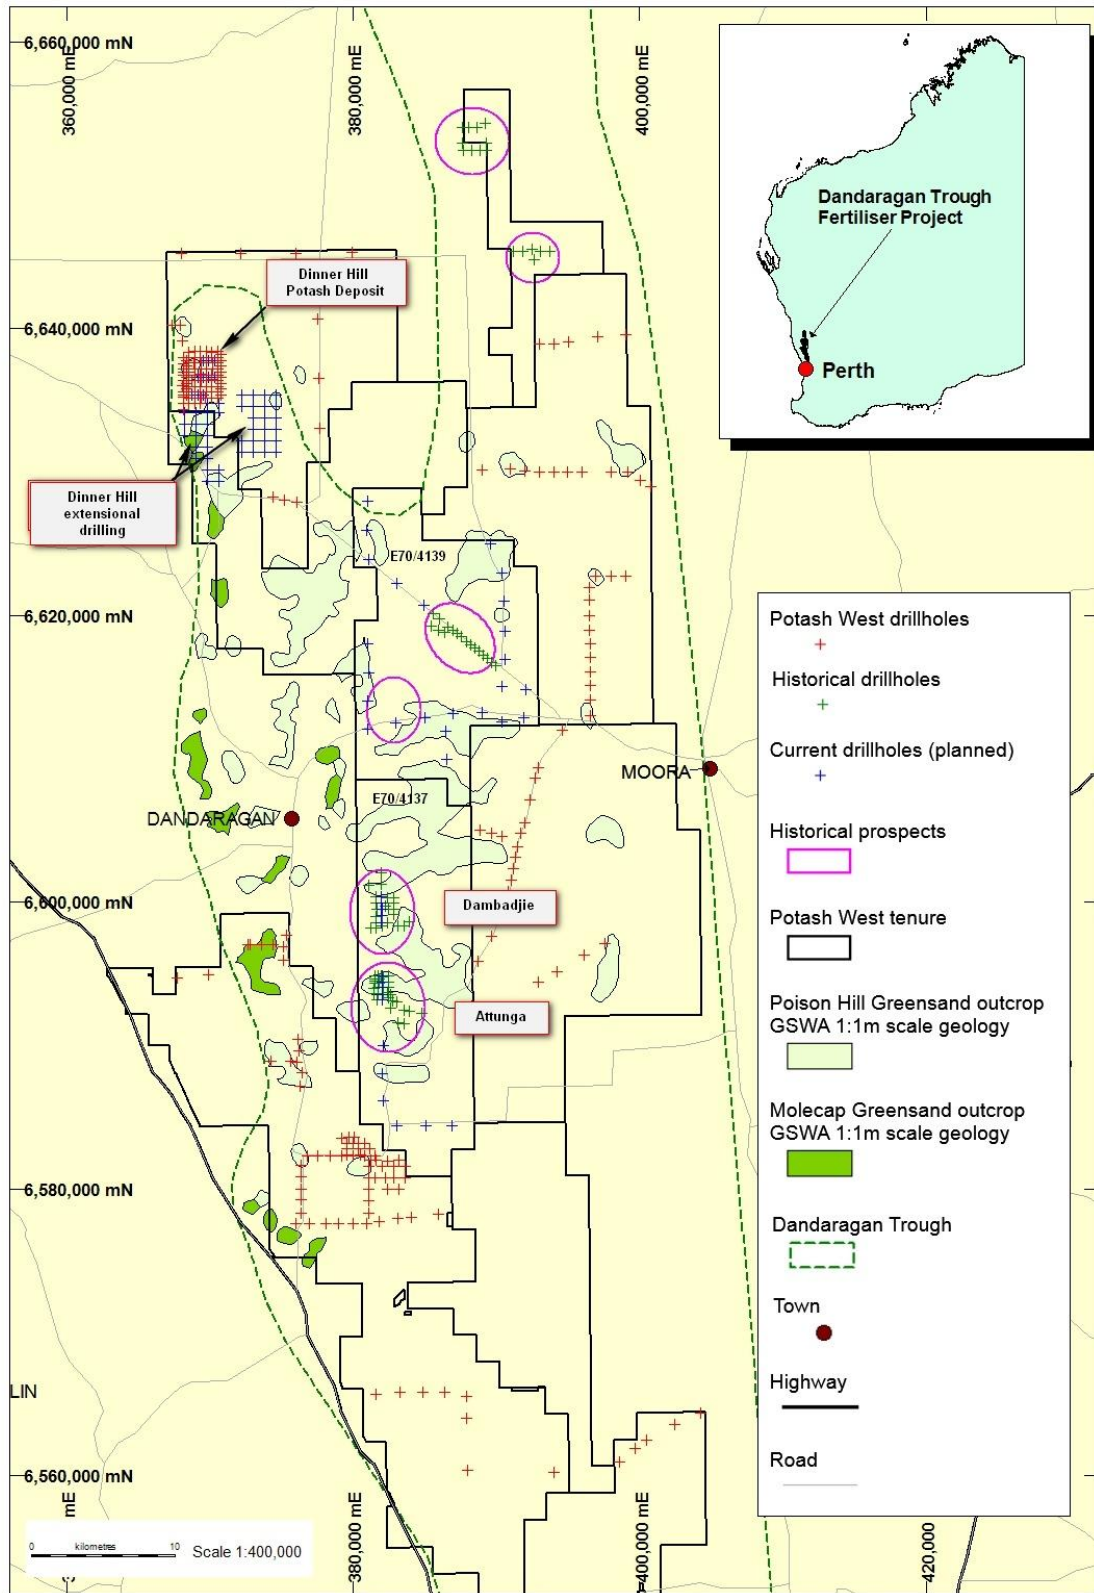 6,660,000 mN
360,000 mE
380,000 mE
400,000 mE
Dandaragan Trough
Fertiliser Project
Perth
Dinner Hill
Potash Deposit
6,640,000 mN
Dinner Hill
extensional
drilling
E70/4139
6,620,000 mN
Potash West drillholes
Historical drillholes
Current drillholes (planned)
MOORA
E70/4137
DANDARAGAN
Historical prospects
Dambadjie
6,600,000 mN
Potash West tenure
Attunga
Poison Hill Greensand outcrop
GSWA 1:1m scale geology
Molecap Greensand outcrop
GSWA 1:1m scale geology
6,580,000 mN
Dandaragan Trough
Town
LIN
Highway
Road
6,560,000 mN
mE
380,000 mE
400,000 mE
420,000
0 kilometres 10
Scale 1:400,000